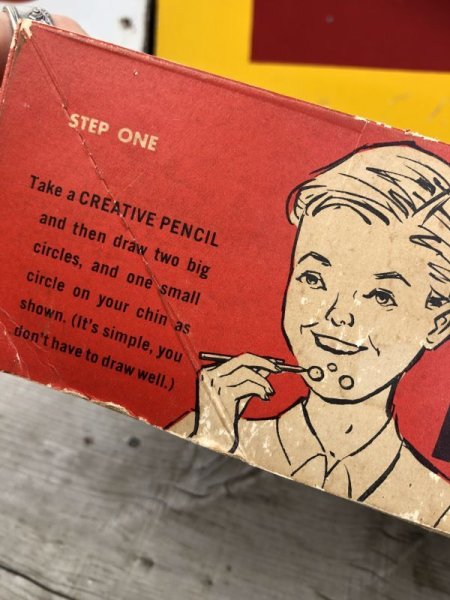 STEP ONE
Take a CREATIVE PENCIL
and then draw two big
circles, and one small
circle on your chin as
shown. (It's simple, you
don't have to draw well.)